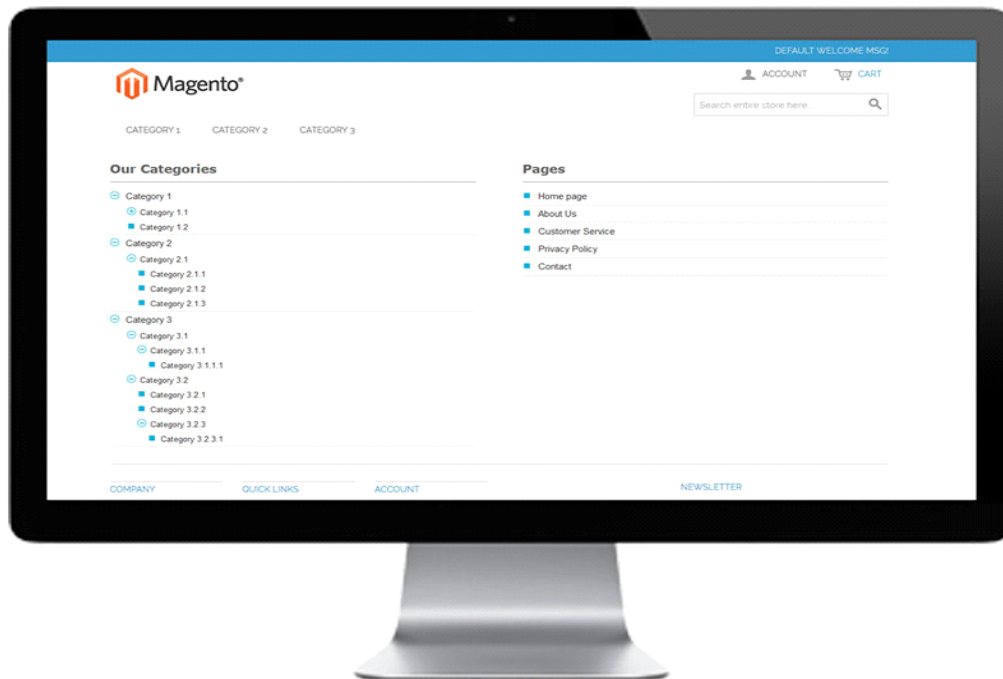 DEFAULT WELCOME MSG!
Magento®
ACCOUNT
CART
Search entire store here..
CATEGORY 1 CATEGORY 2 CATEGORY 3
Our Categories
Category 1
Category 1.1
Category 1.2
Category 2
Category 2.1
Category 2.1.1
Category 2.1.2
Category 2.1.3
Category 3
Category 3.1
Category 3.1.1
Category 3.1.1.1
Category 3.2
Category 3.2.1
Category 3.2.2
Category 3.2.3
Category 3.2.3.1
Pages
Home page
About Us
Customer Service
Privacy Policy
Contact
COMPANY QUICK LINKS ACCOUNT NEWSLETTER